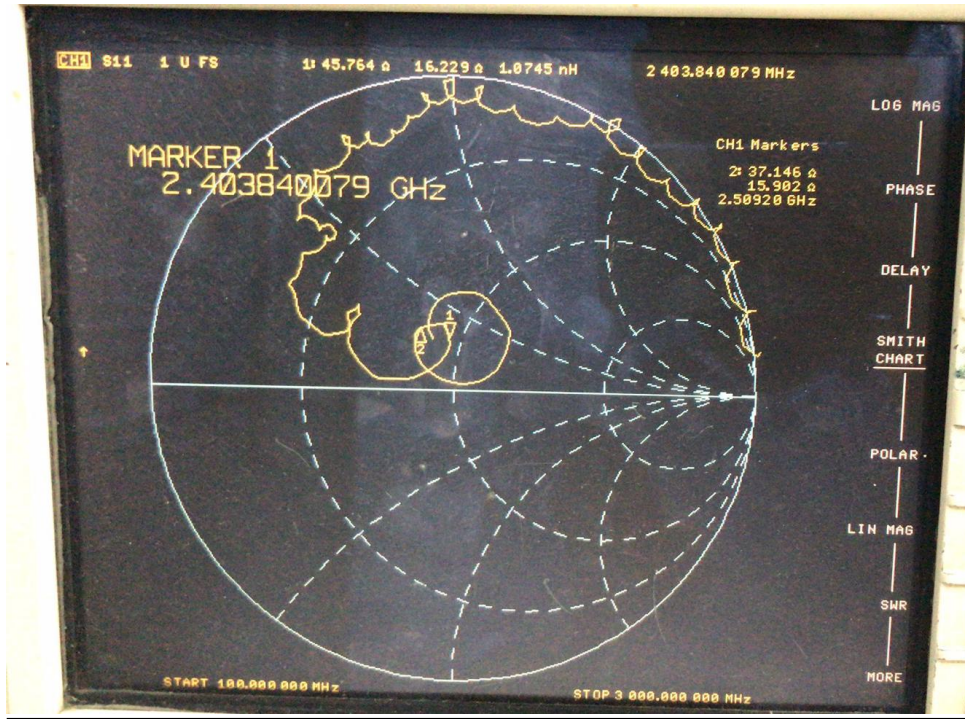 CH1 S11 1 U FS 1: 45.764 Ω 16.229 Ω 1.0745 nH 2 403.840 079 MHz
LOG MAG
MARKER 1
2.403840079 GHz
CH1 Markers
2: 37.146 Ω
15.902 Ω
2.50920 GHz
PHASE
DELAY
1
2
SMITH
CHART
POLAR
LIN MAG
SWR
MORE
START 100.000 000 MHz STOP 3 000.000 000 MHz